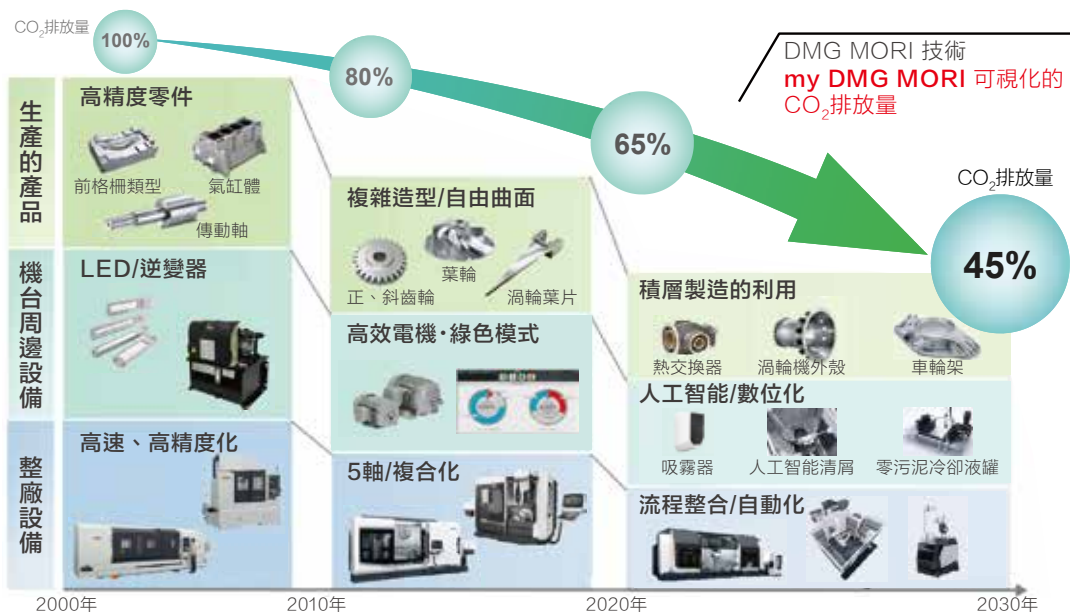 CO₂排放量
100%
80%
65%
45%
DMG MORI 技術
my DMG MORI 可視化的
CO₂排放量
CO₂排放量
生產的產品
高精度零件
前格柵類型
氣缸體
傳動軸
複雜造型/自由曲面
正、斜齒輪
葉輪
渦輪葉片
積層製造的利用
熱交換器
渦輪機外殼
車輪架
機台周邊設備
LED/逆變器
高效電機·綠色模式
人工智能/數位化
吸霧器
人工智能清屑
零污泥冷卻液罐
整廠設備
高速、高精度化
5軸/複合化
流程整合/自動化
2000年
2010年
2020年
2030年